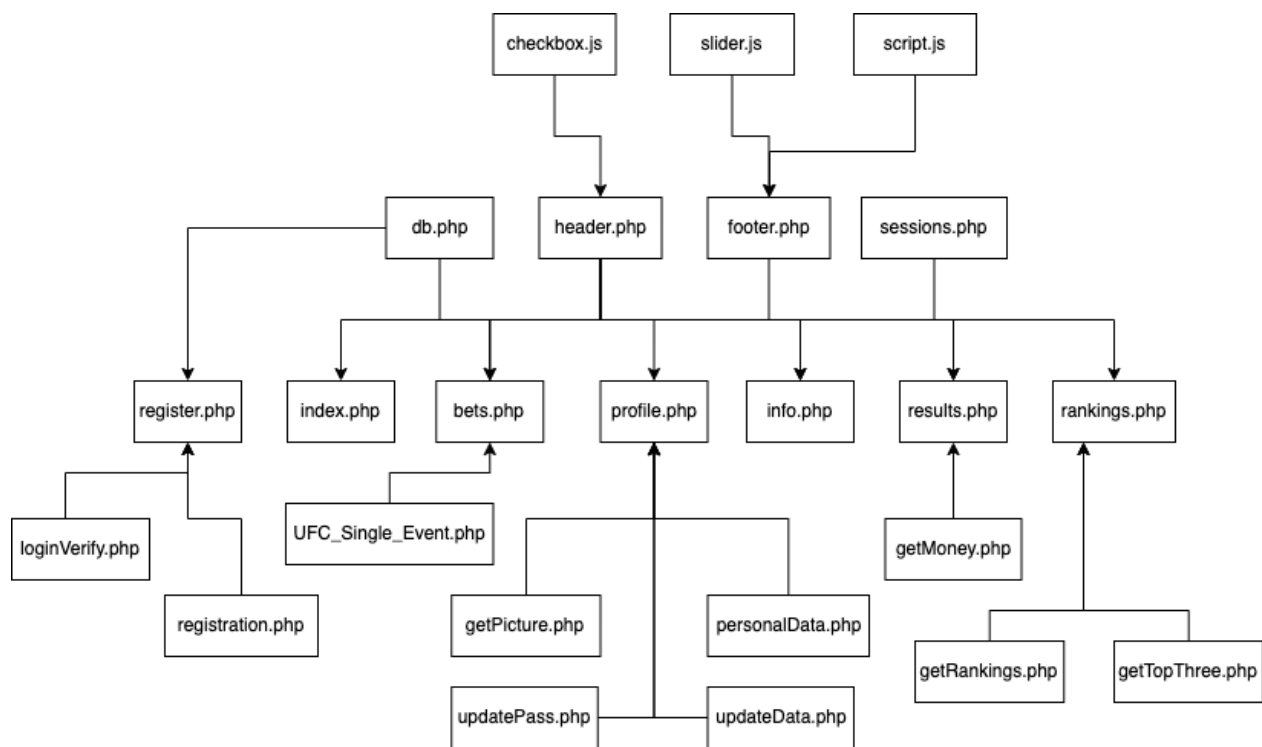 checkbox.js
slider.js
script.js
db.php
header.php
footer.php
sessions.php
register.php
index.php
bets.php
profile.php
info.php
results.php
rankings.php
loginVerify.php
UFC_Single_Event.php
getMoney.php
registration.php
getPicture.php
personalData.php
getRankings.php
getTopThree.php
updatePass.php
updateData.php